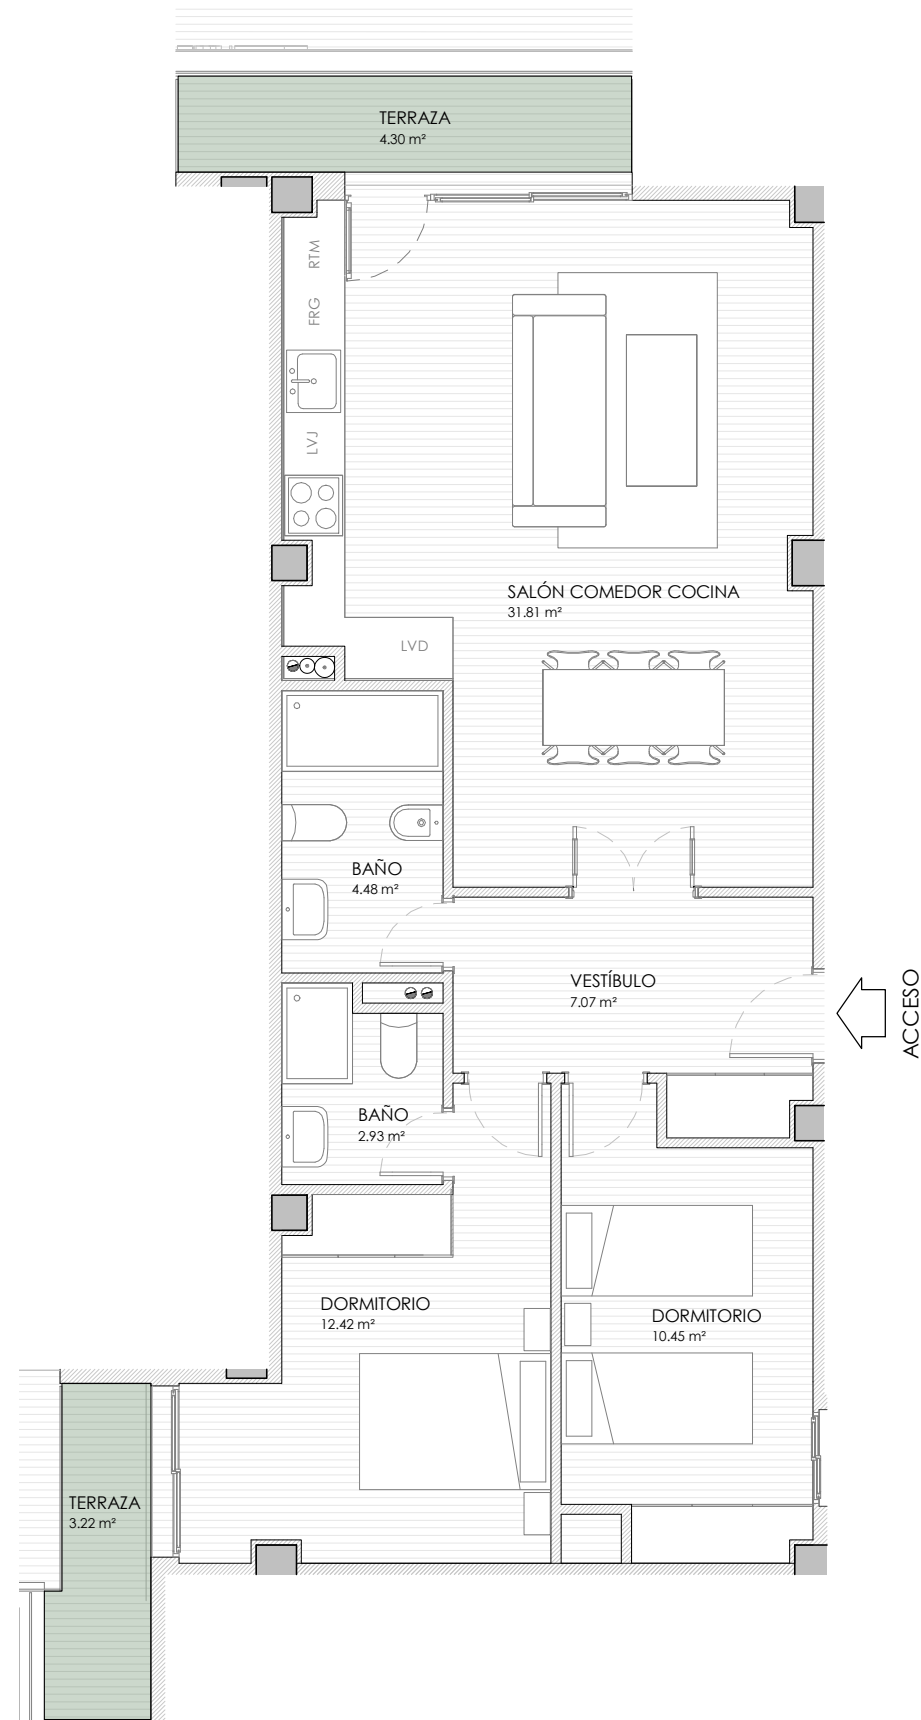 TERRAZA
4.30 m²
RTM
FRG
LVJ
SALÓN COMEDOR COCINA
31.81 m²
LVD
BAÑO
4.48 m²
VESTÍBULO
7.07 m²
ACCESO
BAÑO
2.93 m²
DORMITORIO
12.42 m²
DORMITORIO
10.45 m²
TERRAZA
3.22 m²